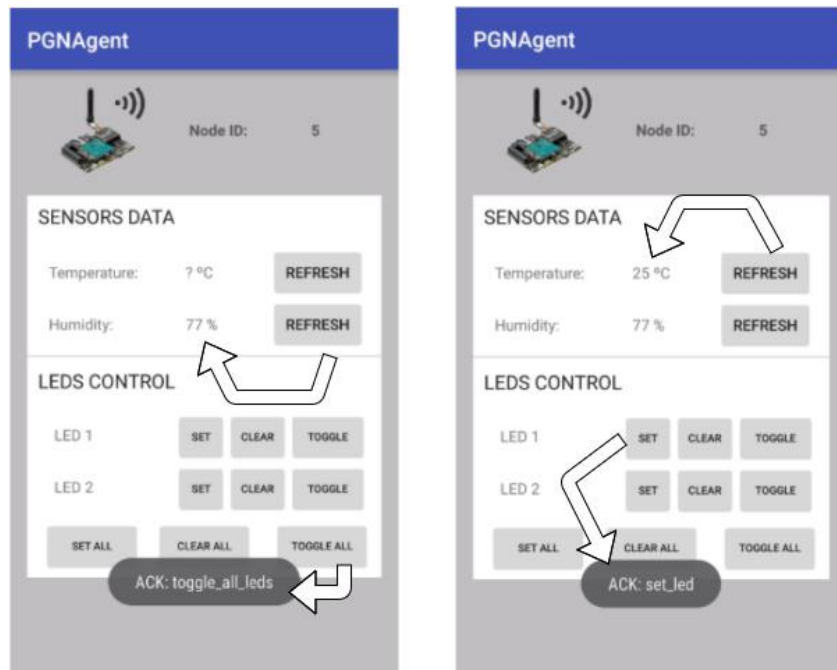 PGNAgent
Node ID: 5
SENSORS DATA
Temperature: ? ºC REFRESH
Humidity: 77 % REFRESH
LEDS CONTROL
LED 1 SET CLEAR TOGGLE
LED 2 SET CLEAR TOGGLE
SET ALL CLEAR ALL TOGGLE ALL
ACK: toggle_all_leds
PGNAgent
Node ID: 5
SENSORS DATA
Temperature: 25 ºC REFRESH
Humidity: 77 % REFRESH
LEDS CONTROL
LED 1 SET CLEAR TOGGLE
LED 2 SET CLEAR TOGGLE
SET ALL CLEAR ALL TOGGLE ALL
ACK: set_led